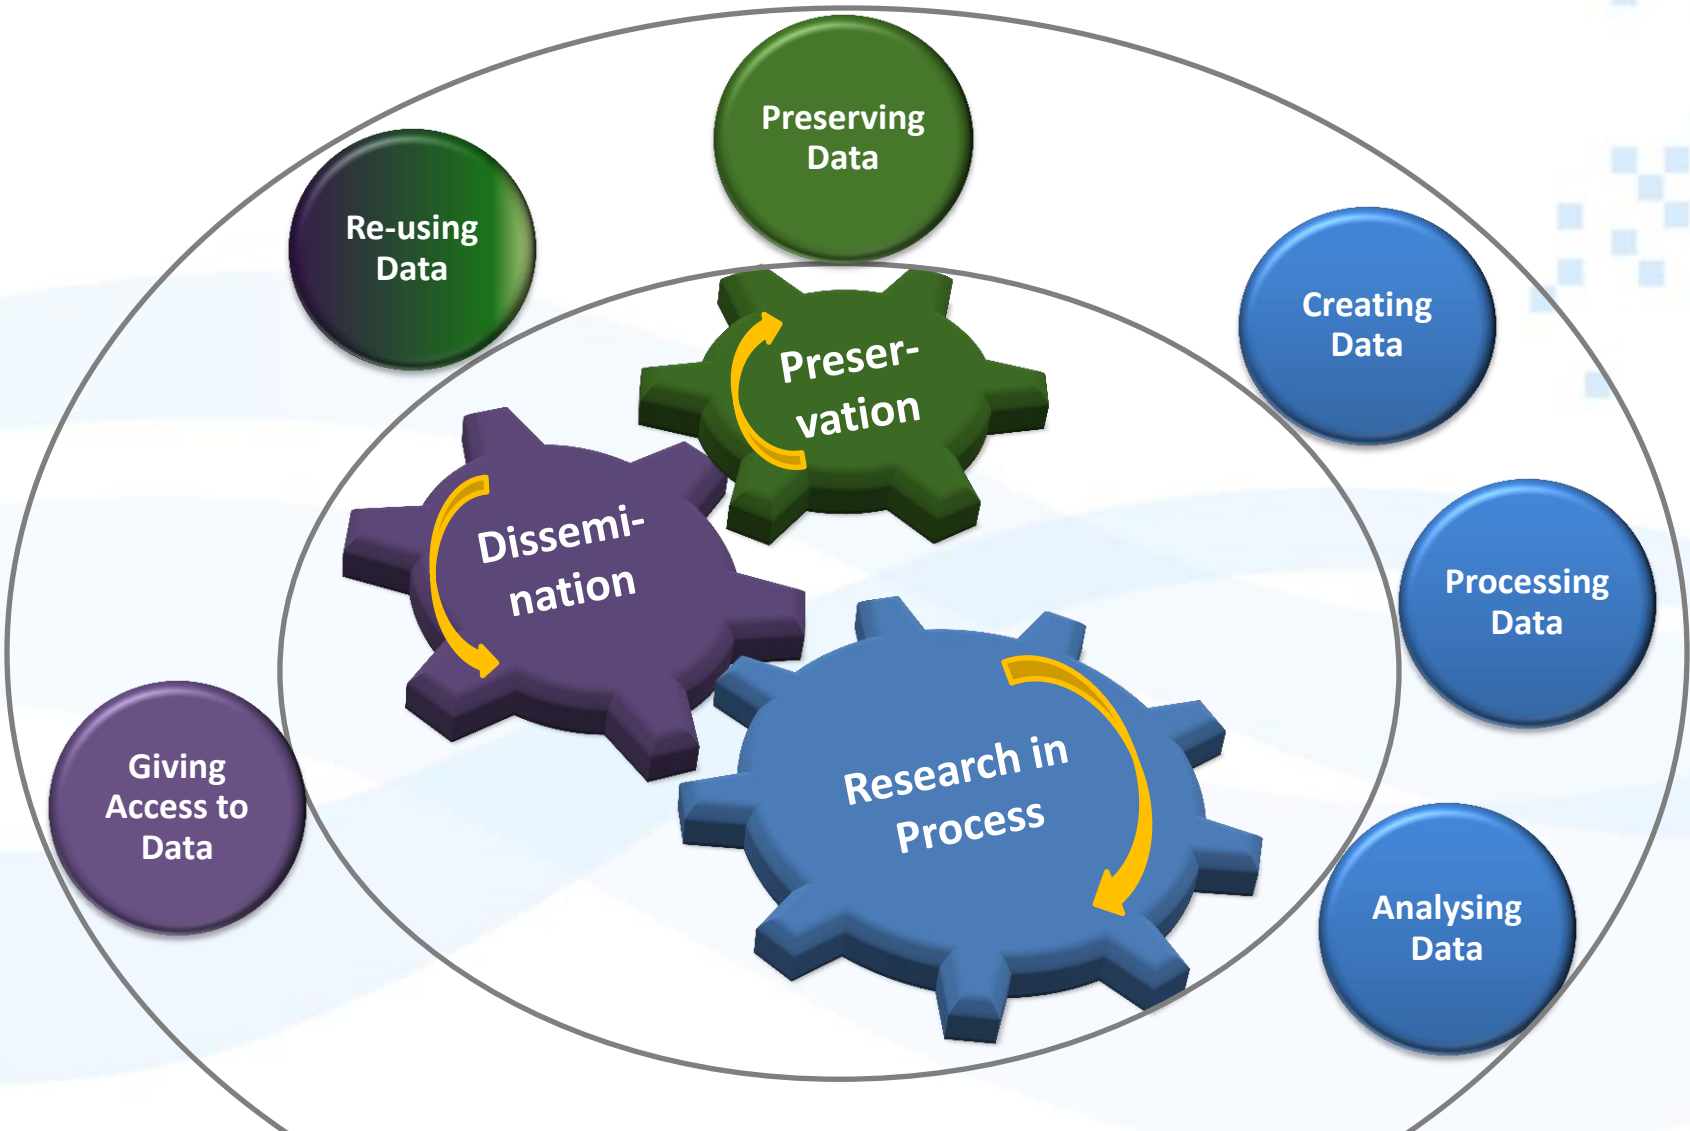 Preserving
Data
Re-using
Data
Creating
Data
Preser-
vation
Dissemi-
nation
Processing
Data
Research in
Process
Giving
Access to
Data
Analysing
Data